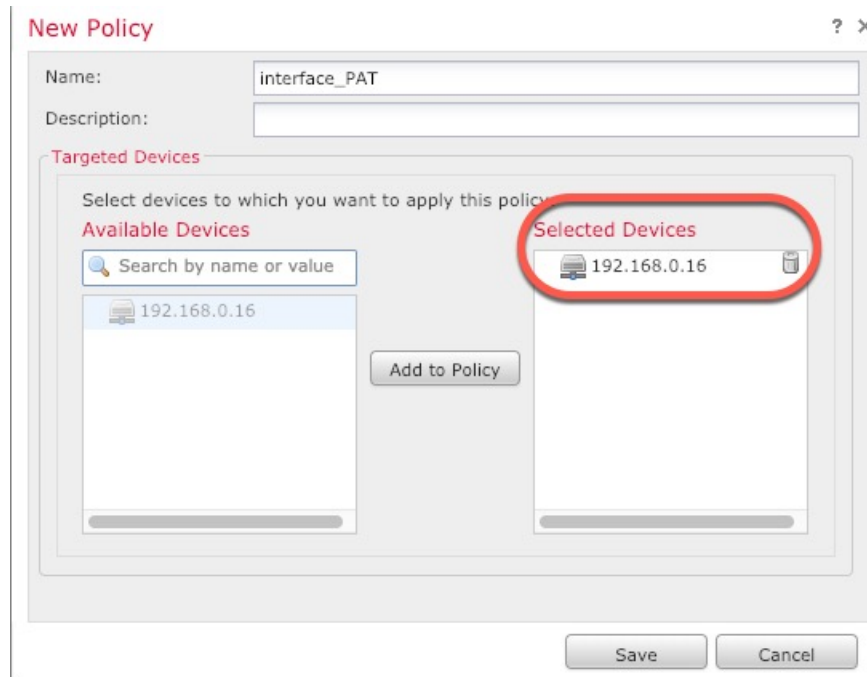 New Policy
?
Name:
interface_PAT
Description:
Targeted Devices
Select devices to which you want to apply this policy
Available Devices
Search by name or value
192.168.0.16
Add to Policy
Selected Devices
192.168.0.16
Save
Cancel